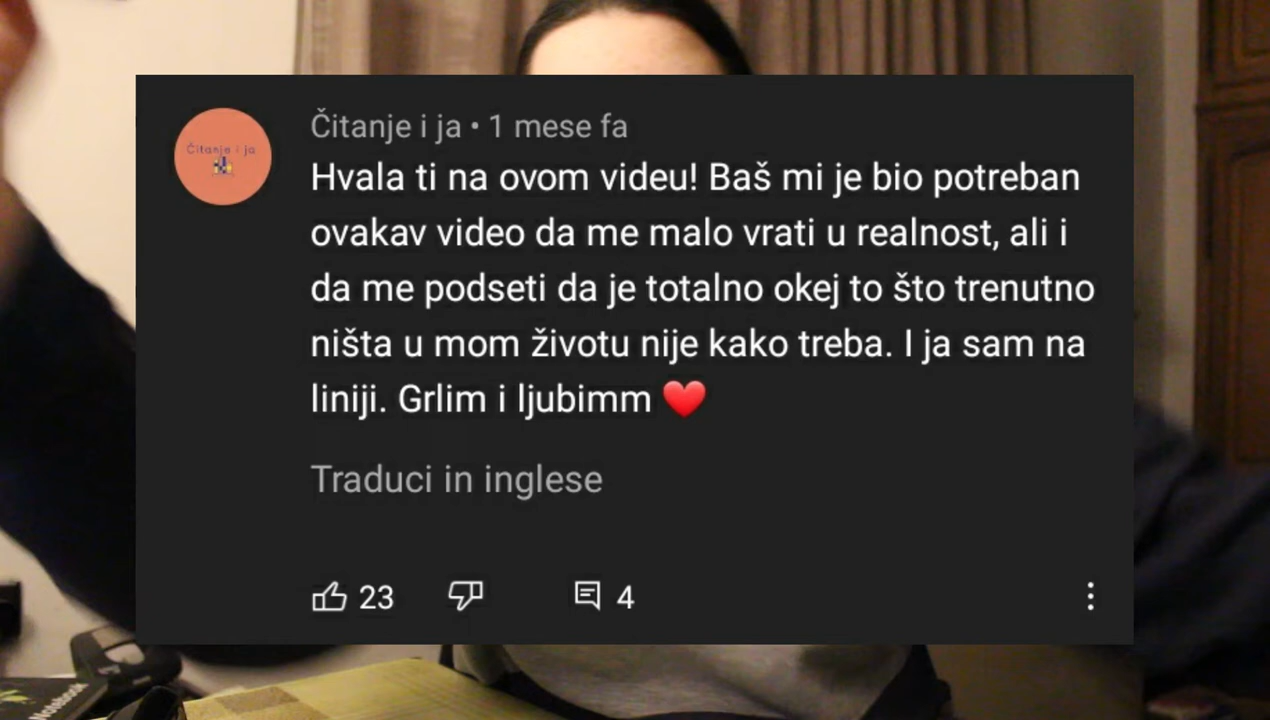 Čitanje i ja
Čitanje i ja • 1 mese fa
Hvala ti na ovom videu! Baš mi je bio potreban
ovakav video da me malo vrati u realnost, ali i
da me podseti da je totalno okej to što trenutno
ništa u mom životu nije kako treba. I ja sam na
liniji. Grlim i ljubimm ❤️
Traduci in inglese
23
4
Notebook